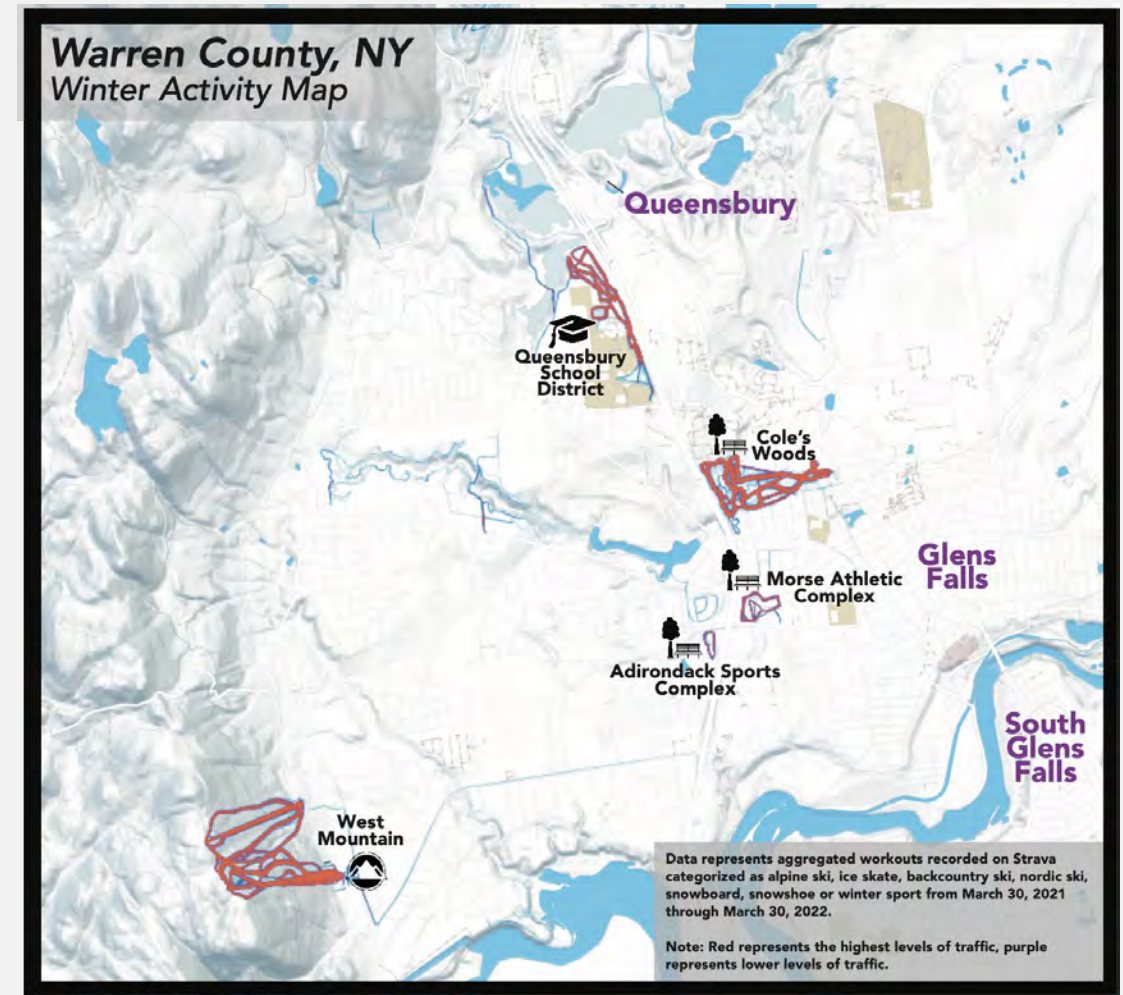 Warren County, NY
Winter Activity Map
Queensbury
Queensbury
School
District
Cole's
Woods
Glens
Falls
Morse Athletic
Complex
Adirondack Sports
Complex
South
Glens
Falls
West
Mountain
Data represents aggregated workouts recorded on Strava
categorized as alpine ski, ice skate, backcountry ski, nordic ski,
snowboard, snowshoe or winter sport from March 30, 2021
through March 30, 2022.
Note: Red represents the highest levels of traffic, purple
represents lower levels of traffic.